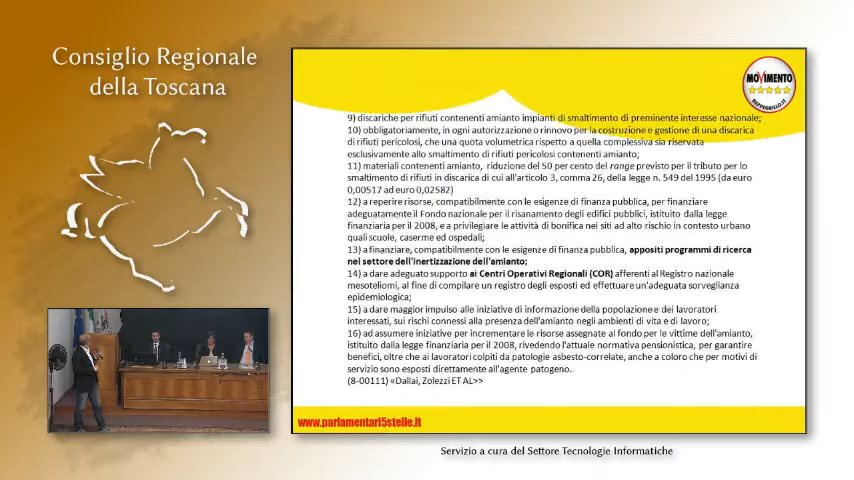 Consiglio Regionale
della Toscana
MOVIMENTO
BEPPEGRILLO.IT
9) discariche per rifiuti contenenti amianto impianti di smaltimento di preminente interesse nazionale;
10) obbligatoriamente, in ogni autorizzazione o rinnovo per la costruzione e gestione di una discarica
di rifiuti pericolosi, che una quota volumetrica rispetto a quella complessiva sia riservata
esclusivamente allo smaltimento di rifiuti pericolosi contenenti amianto;
11) materiali contenenti amianto, riduzione del 50 per cento del range previsto per il tributo per lo
smaltimento di rifiuti in discarica di cui all'articolo 3, comma 26, della legge n. 549 del 1995 (da euro
0,00517 ad euro 0,02582)
12) a reperire risorse, compatibilmente con le esigenze di finanza pubblica, per finanziare
adeguatamente il Fondo nazionale per il risanamento degli edifici pubblici, istituito dalla legge
finanziaria per il 2008, e a privilegiare le attività di bonifica nei siti ad alto rischio in contesto urbano
quali scuole, caserme ed ospedali;
13) a finanziare, compatibilmente con le esigenze di finanza pubblica, appositi programmi di ricerca
nel settore dell'inertizzazione dell'amianto;
14) a dare adeguato supporto ai Centri Operativi Regionali (COR) afferenti al Registro nazionale
mesoteliomi, al fine di compilare un registro degli esposti ed effettuare un'adeguata sorveglianza
epidemiologica;
15) a dare maggior impulso alle iniziative di informazione della popolazione e dei lavoratori
interessati, sui rischi connessi alla presenza dell'amianto negli ambienti di vita e di lavoro;
16) ad assumere iniziative per incrementare le risorse assegnate al fondo per le vittime dell'amianto,
istituito dalla legge finanziaria per il 2008, rivedendo l'attuale normativa pensionistica, per garantire
benefici, oltre che ai lavoratori colpiti da patologie asbesto-correlate, anche a coloro che per motivi di
servizio sono esposti direttamente all'agente patogeno.
(8-00111) «Dallai, Zolezzi ET AL>>
www.parlamentari5stelle.it
Servizio a cura del Settore Tecnologie Informatiche